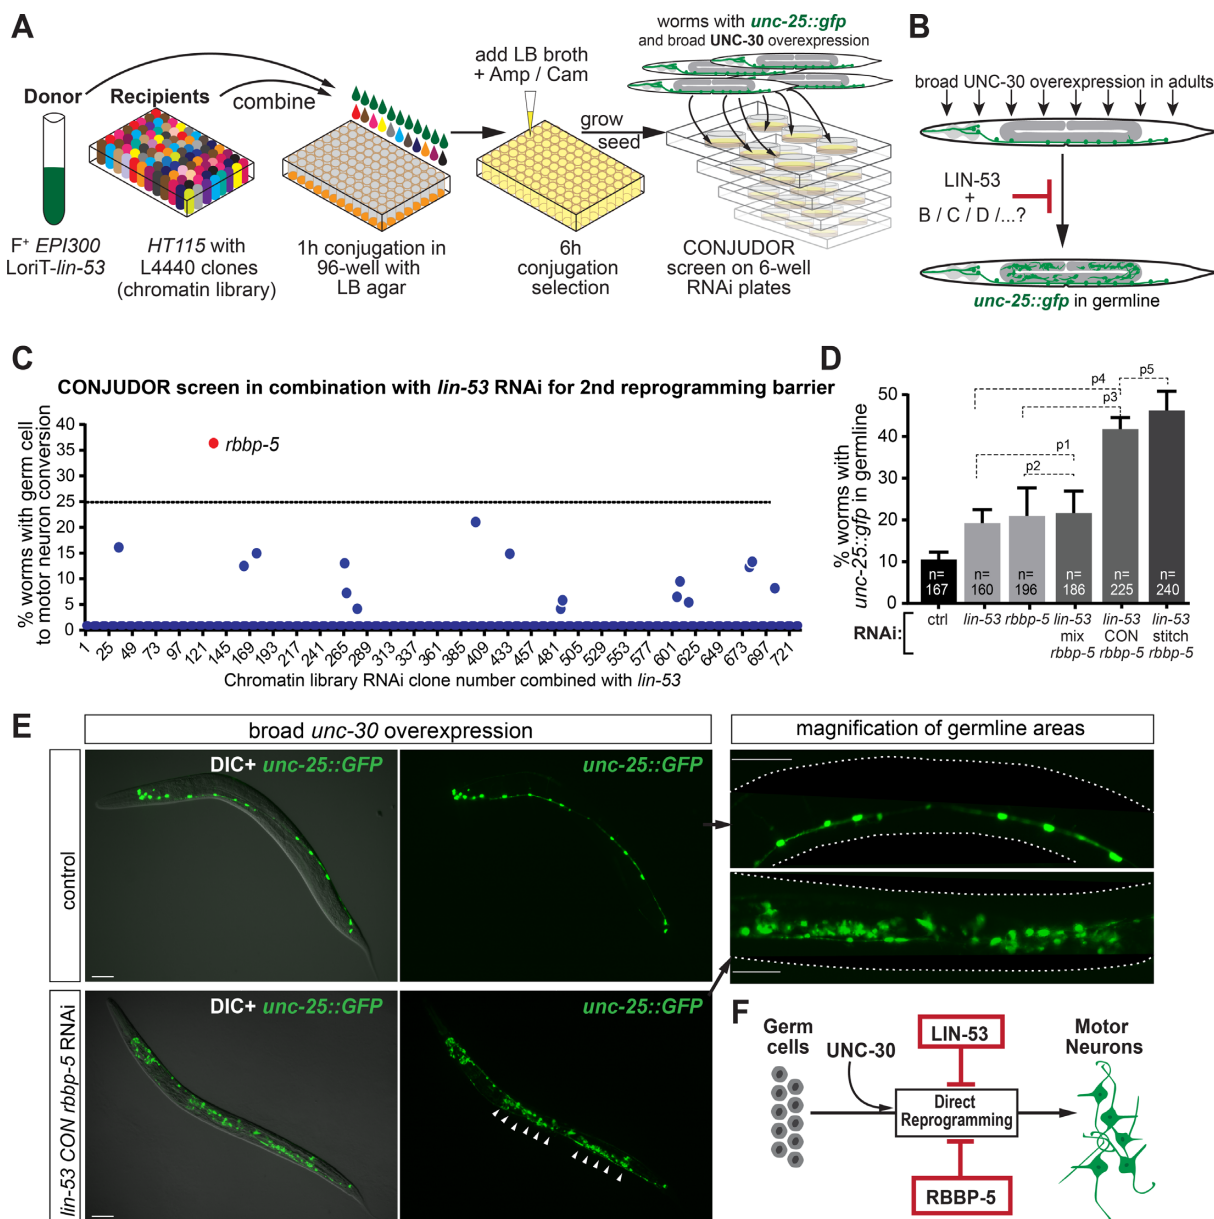 A
Donor
Recipients
combine
add LB broth
+ Amp / Cam
grow
seed
worms with unc-25::gfp
and broad UNC-30 overexpression
F+ EPI300
LoriT-lin-53
HT115 with
L4440 clones
(chromatin library)
1h conjugation in
96-well with
LB agar
6h
conjugation
selection
CONJUDOR
screen on 6-well
RNAi plates
B
broad UNC-30 overexpression in adults
LIN-53
+
B / C / D /...?
unc-25::gfp in germline
C
CONJUDOR screen in combination with lin-53 RNAi for 2nd reprogramming barrier
% worms with germ cell
to motor neuron conversion
40
35
30
25
20
15
10
5
0
rbbp-5
1 25 49 73 97 121 145 169 193 217 241 265 289 313 337 361 385 409 433 457 481 505 529 553 577 601 625 649 673 697 721
Chromatin library RNAi clone number combined with lin-53
D
% worms with
unc-25::gfp in germline
50
40
30
20
10
0
p4
p5
p3
p1
p2
n= 167
n= 160
n= 196
n= 186
n= 225
n= 240
RNAi:
ctrl
lin-53
rbbp-5
lin-53 mix rbbp-5
lin-53 CON rbbp-5
lin-53 stitch rbbp-5
E
broad unc-30 overexpression
magnification of germline areas
control
DIC+ unc-25::GFP
unc-25::GFP
lin-53 CON rbbp-5 RNAi
DIC+ unc-25::GFP
unc-25::GFP
F
Germ
cells
UNC-30
LIN-53
Direct
Reprogramming
RBBP-5
Motor
Neurons